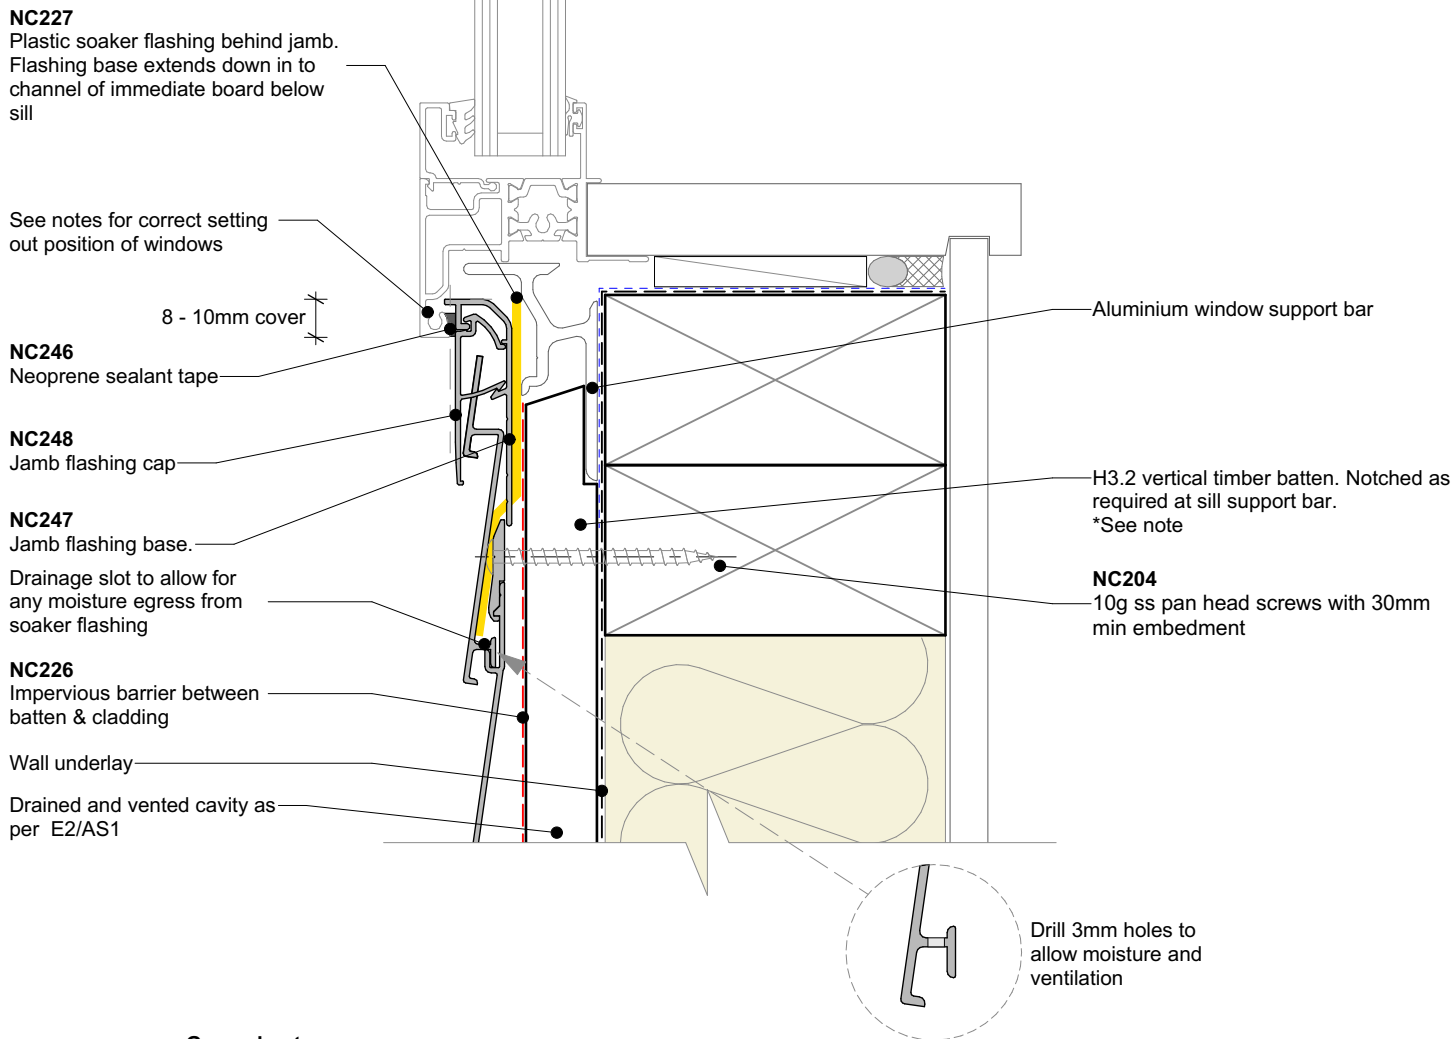 NC227
Plastic soaker flashing behind jamb.
Flashing base extends down in to
channel of immediate board below
sill
See notes for correct setting
out position of windows
8 - 10mm cover
NC246
Neoprene sealant tape
NC248
Jamb flashing cap
NC247
Jamb flashing base.
Drainage slot to allow for
any moisture egress from
soaker flashing
NC226
Impervious barrier between
batten & cladding
Wall underlay
Drained and vented cavity as
per E2/AS1
Aluminium window support bar
H3.2 vertical timber batten. Notched as
required at sill support bar.
*See note
NC204
10g ss pan head screws with 30mm
min embedment
Drill 3mm holes to
allow moisture and
ventilation